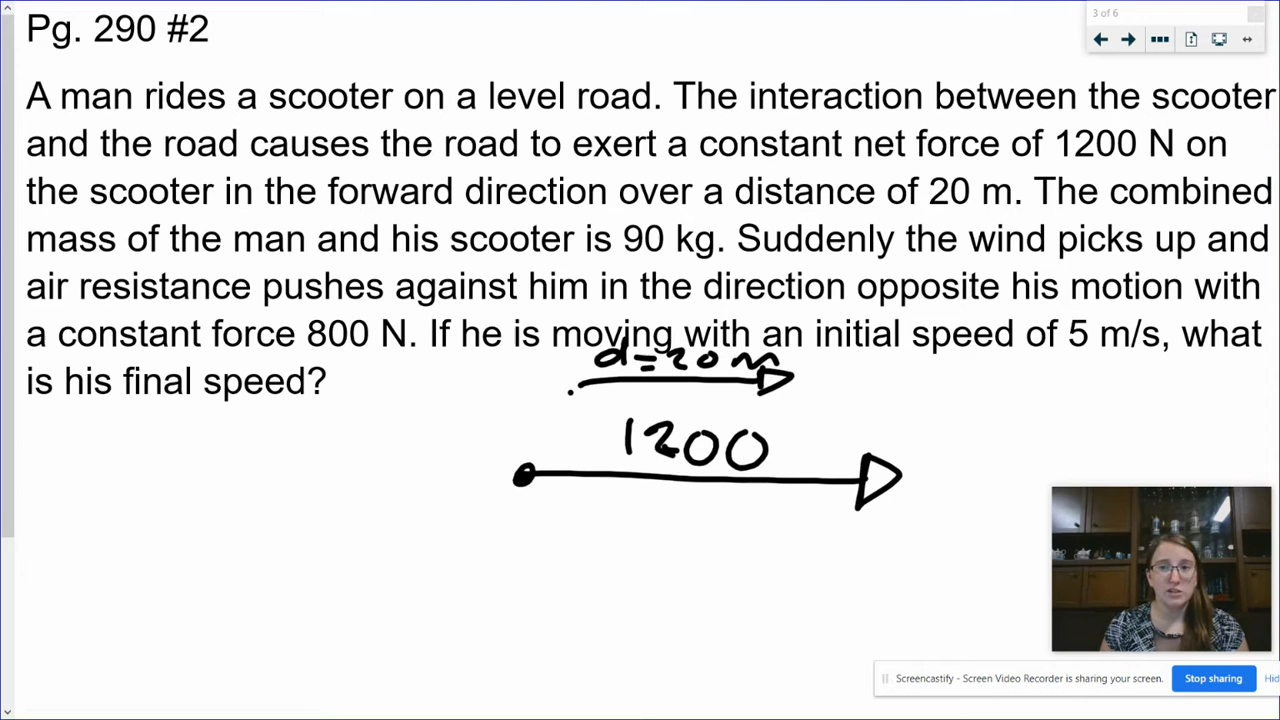 Pg. 290 #2
3 of 6
A man rides a scooter on a level road. The interaction between the scooter
and the road causes the road to exert a constant net force of 1200 N on
the scooter in the forward direction over a distance of 20 m. The combined
mass of the man and his scooter is 90 kg. Suddenly the wind picks up and
air resistance pushes against him in the direction opposite his motion with
a constant force 800 N. If he is moving with an initial speed of 5 m/s, what
is his final speed?
d=20 m
1200
Screencastify - Screen Video Recorder is sharing your screen.
Stop sharing
Hid